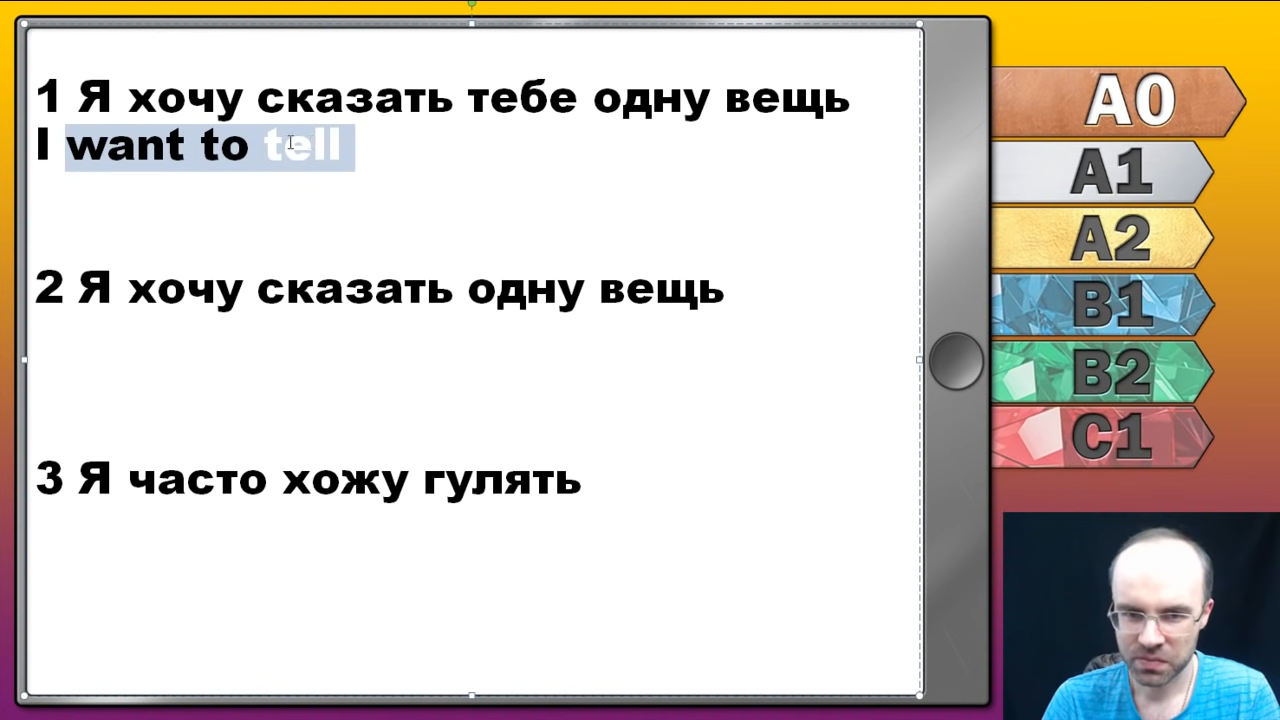 1 Я хочу сказать тебе одну вещь
I want to tell
2 Я хочу сказать одну вещь
3 Я часто хожу гулять
A0
A1
A2
B1
B2
C1